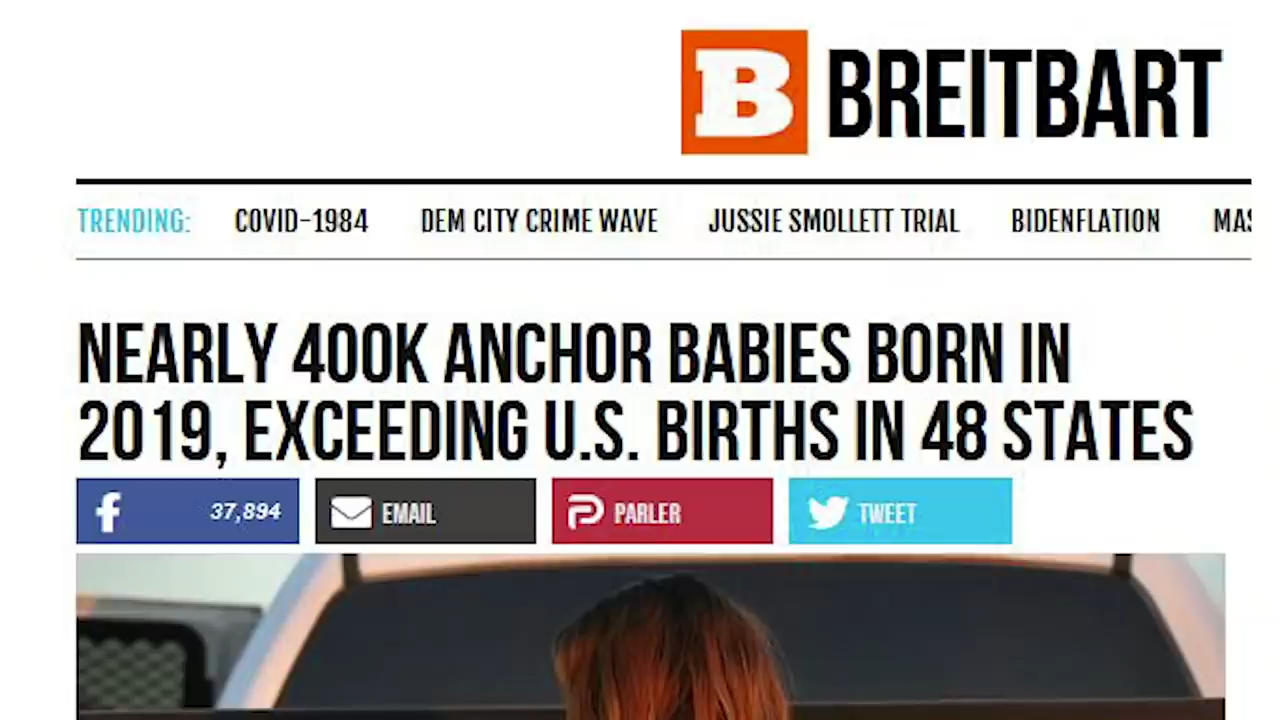 B BREITBART
TRENDING: COVID-1984 DEM CITY CRIME WAVE JUSSIE SMOLLETT TRIAL BIDENFLATION
NEARLY 400K ANCHOR BABIES BORN IN
2019, EXCEEDING U.S. BIRTHS IN 48 STATES
37,894 EMAIL PARLER TWEET